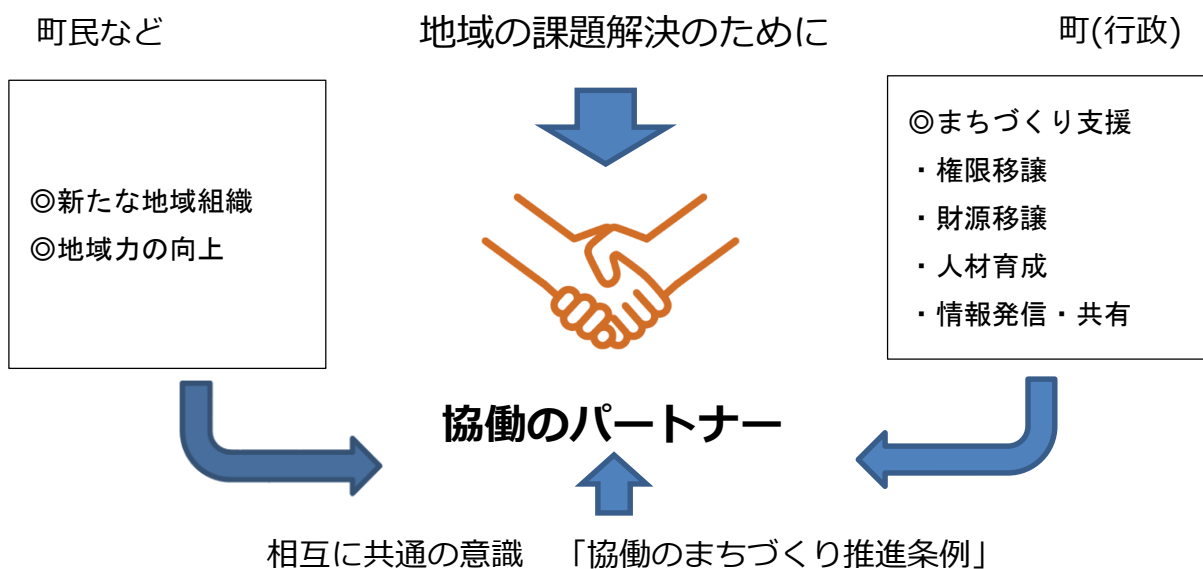 町民など
地域の課題解決のために
町(行政)
◎新たな地域組織
◎地域力の向上
◎まちづくり支援
・権限移譲
・財源移譲
・人材育成
・情報発信・共有
協働のパートナー
相互に共通の意識　「協働のまちづくり推進条例」